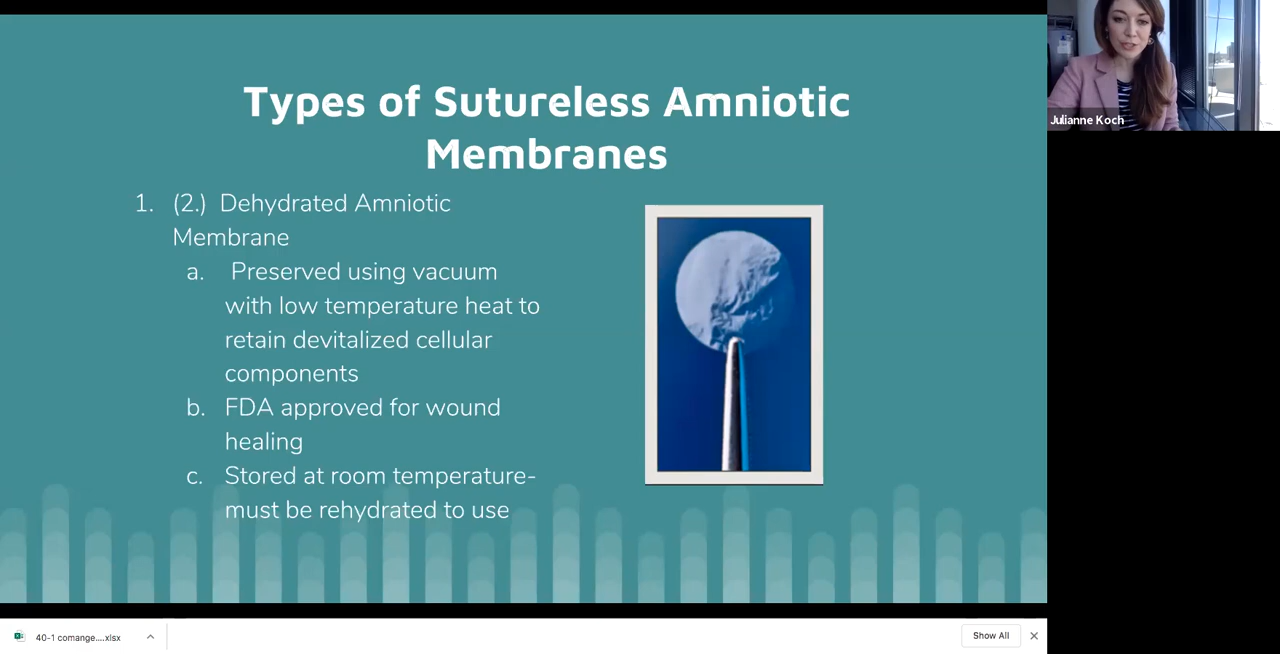 Types of Sutureless Amniotic
Membranes
1. (2.) Dehydrated Amniotic
Membrane
a. Preserved using vacuum
with low temperature heat to
retain devitalized cellular
components
b. FDA approved for wound
healing
c. Stored at room temperature-
must be rehydrated to use
Julianne Koch
40-1 comange....xlsx
Show All